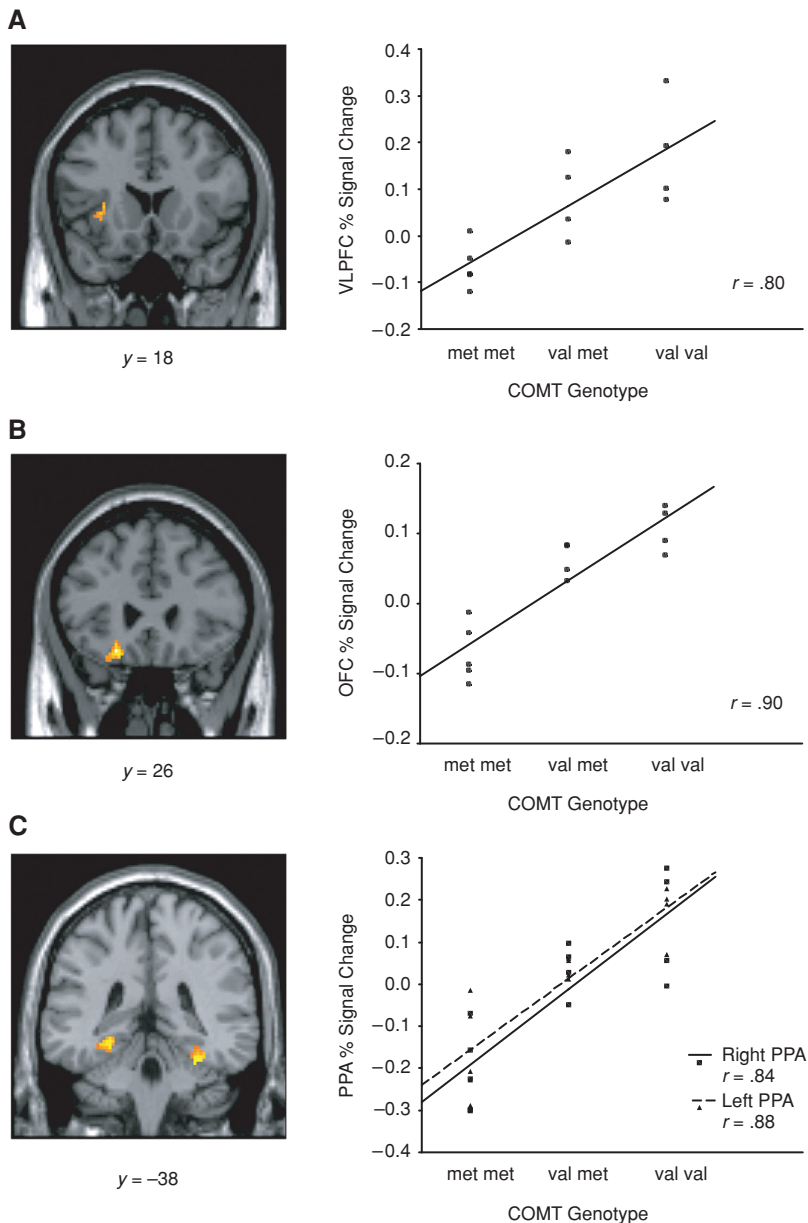 A
VLPFC % Signal Change
0.4
0.3
0.2
0.1
0.0
–0.1
–0.2
r = .80
met met val met val val
COMT Genotype
y = 18
B
OFC % Signal Change
0.2
0.1
0.0
–0.1
–0.2
r = .90
met met val met val val
COMT Genotype
y = 26
C
PPA % Signal Change
0.3
0.2
0.1
0.0
–0.1
–0.2
–0.3
–0.4
Right PPA
r = .84
Left PPA
r = .88
met met val met val val
COMT Genotype
y = –38